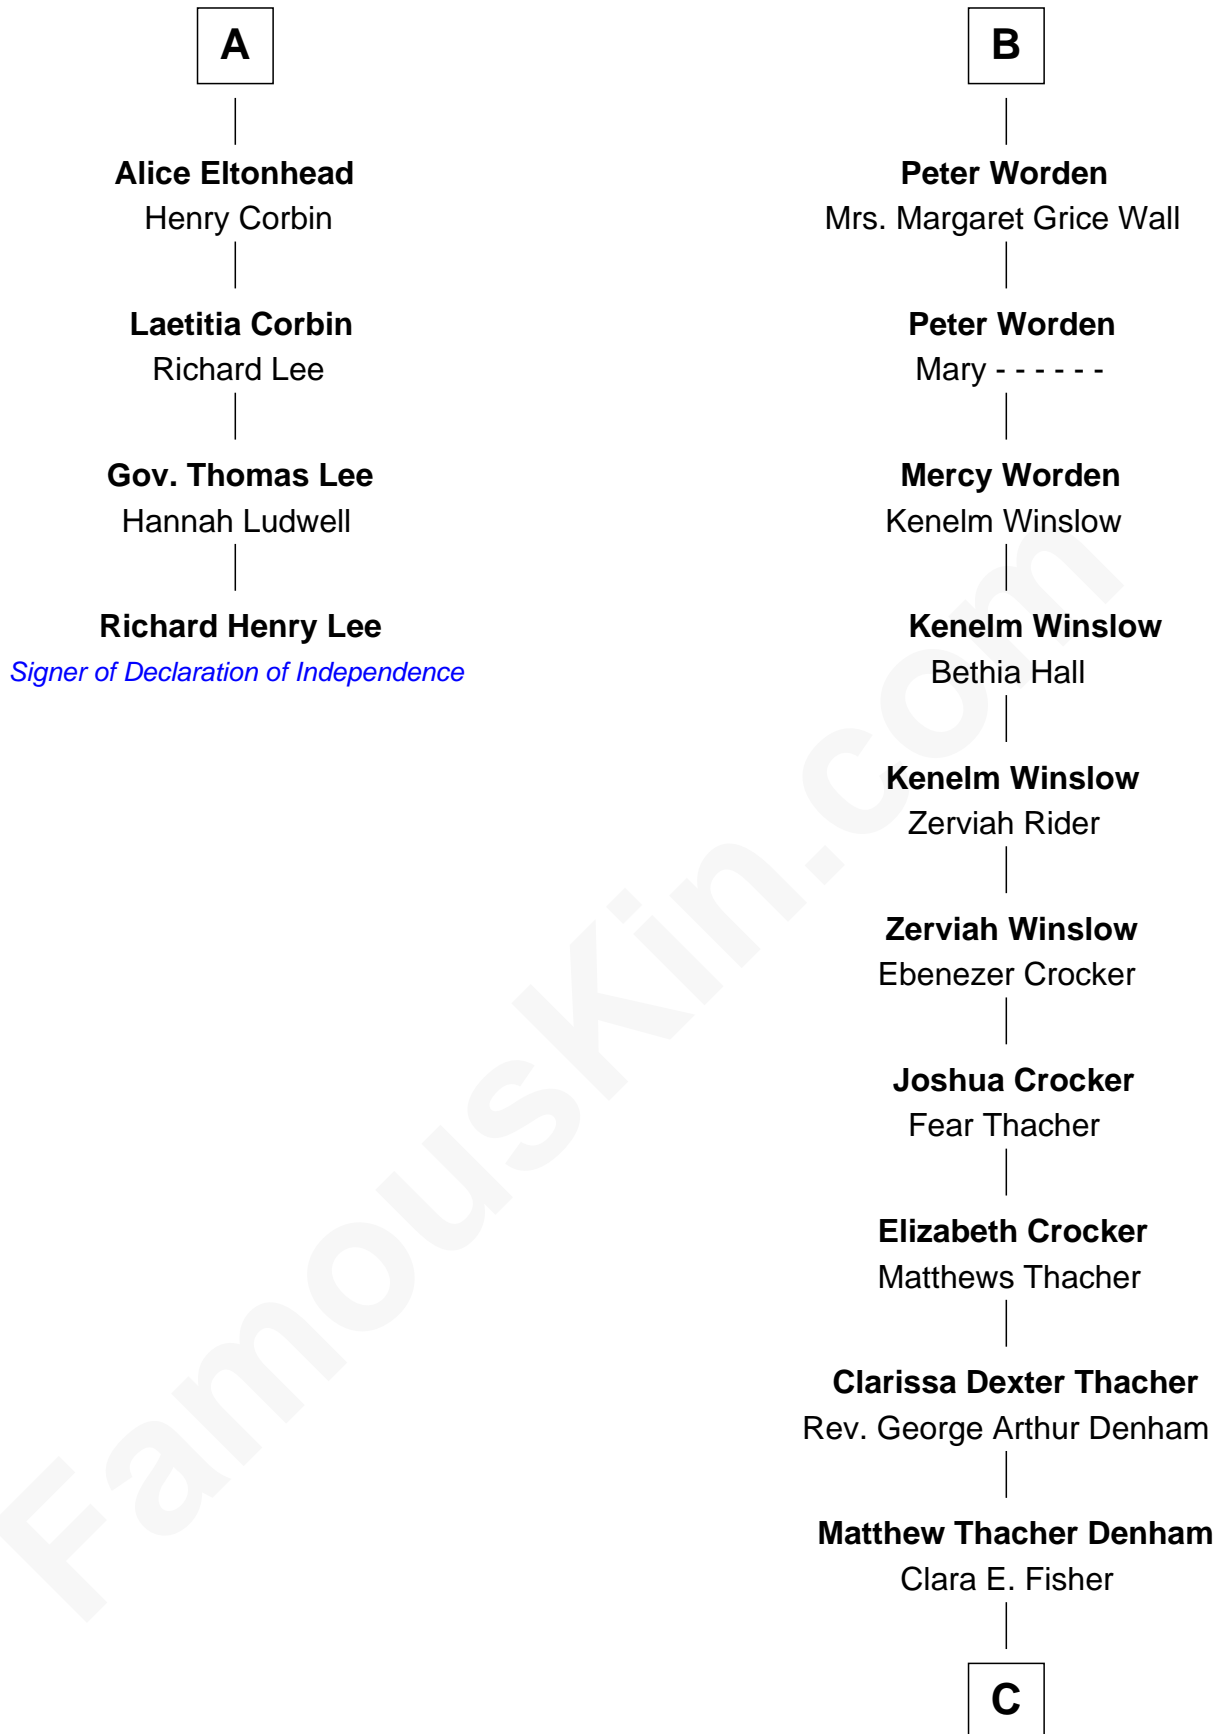 A
Alice Eltonhead
Henry Corbin
Laetitia Corbin
Richard Lee
Gov. Thomas Lee
Hannah Ludwell
Richard Henry Lee
Signer of Declaration of Independence
B
Peter Worden
Mrs. Margaret Grice Wall
Peter Worden
Mary - - - - - -
Mercy Worden
Kenelm Winslow
Kenelm Winslow
Bethia Hall
Kenelm Winslow
Zerviah Rider
Zerviah Winslow
Ebenezer Crocker
Joshua Crocker
Fear Thacher
Elizabeth Crocker
Matthews Thacher
Clarissa Dexter Thacher
Rev. George Arthur Denham
Matthew Thacher Denham
Clara E. Fisher
C
FamousKin.com